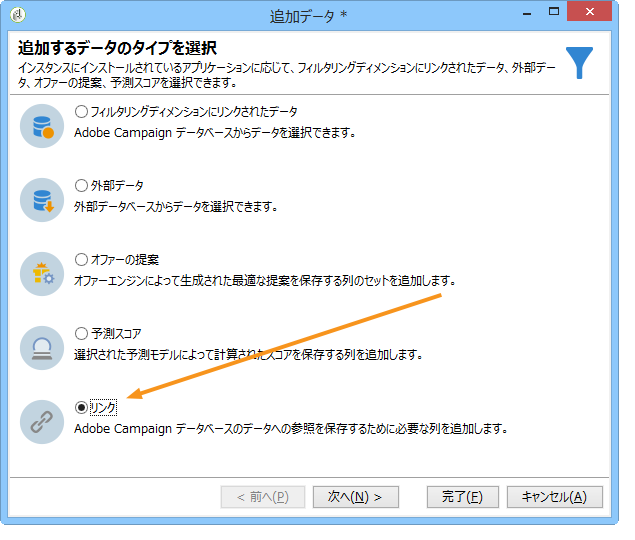 追加データ *
追加するデータのタイプを選択
インスタンスにインストールされているアプリケーションに応じて、フィルタリングディメンションにリンクされたデータ、外部デー
タ、オファーの提案、予測スコアを選択できます。
フィルタリングディメンションにリンクされたデータ
Adobe Campaign データベースからデータを選択できます。
外部データ
外部データベースからデータを選択できます。
オファーの提案
オファーエンジンによって生成された最適な提案を保存する列のセットを追加します。
予測スコア
選択された予測モデルによって計算されたスコアを保存する列を追加します。
リンク
Adobe Campaign データベースのデータへの参照を保存するために必要な列を追加します。
< 前へ(P) 次へ(N) > 完了(F) キャンセル(A)